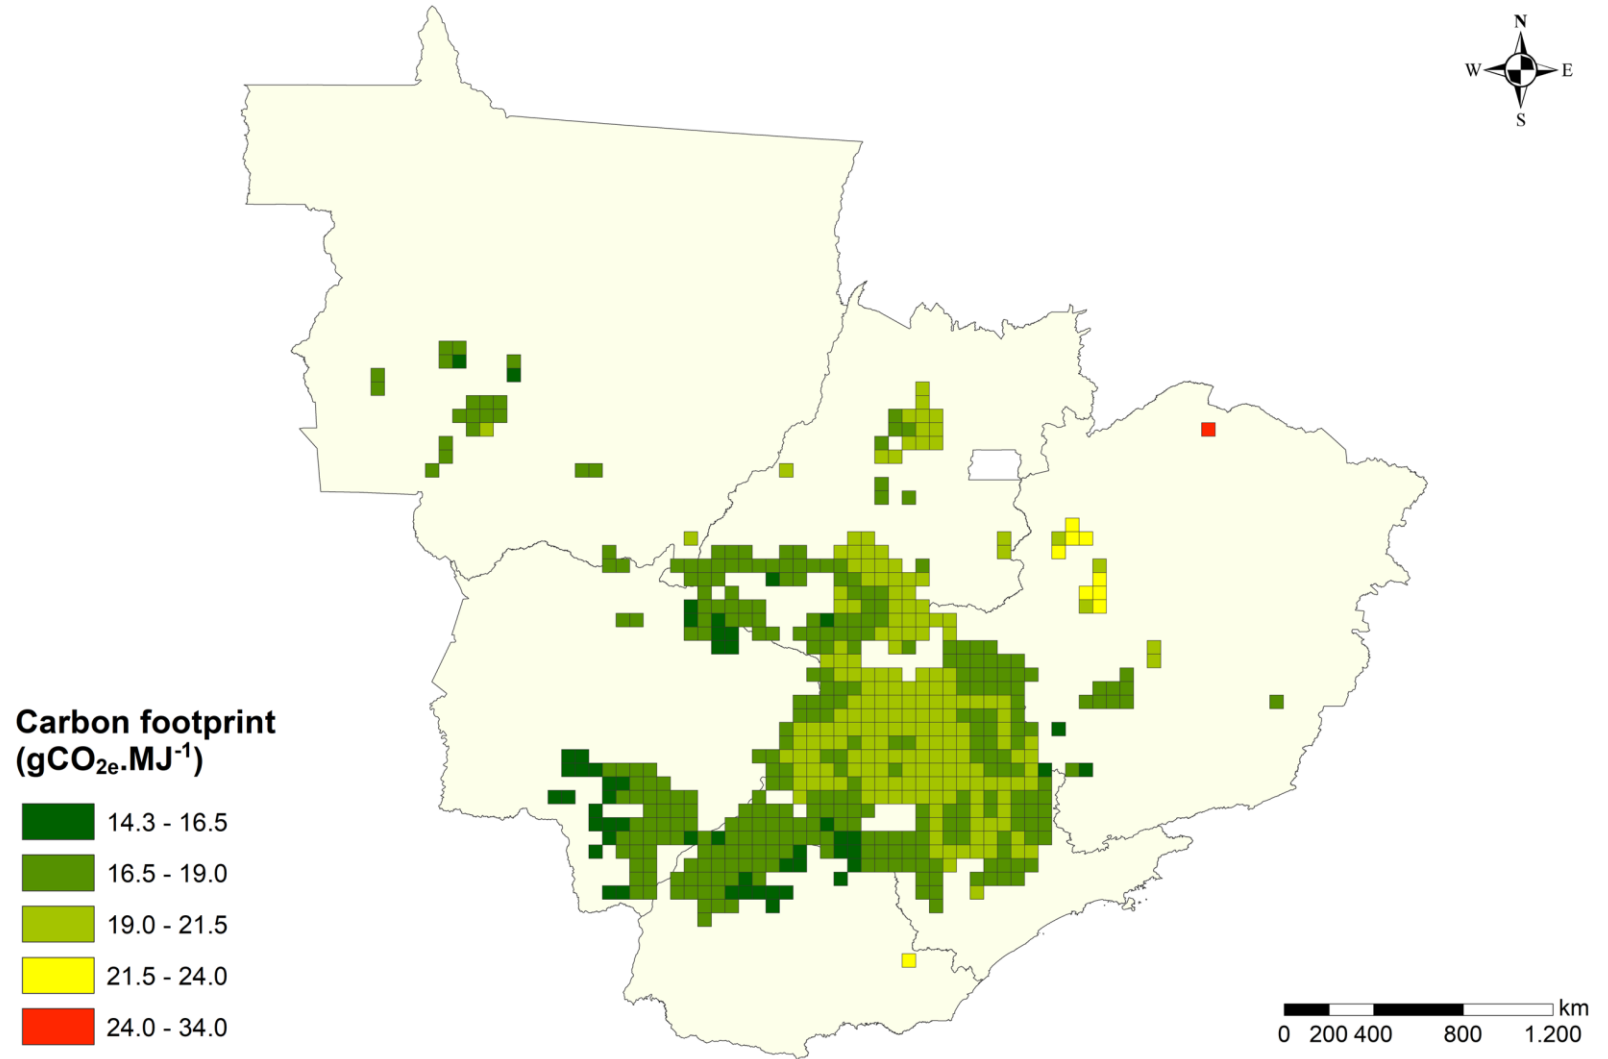 N
W E
S
Carbon footprint
(gCO₂ₑ.MJ⁻¹)
14.3 - 16.5
16.5 - 19.0
19.0 - 21.5
21.5 - 24.0
24.0 - 34.0
km
0 200 400 800 1.200